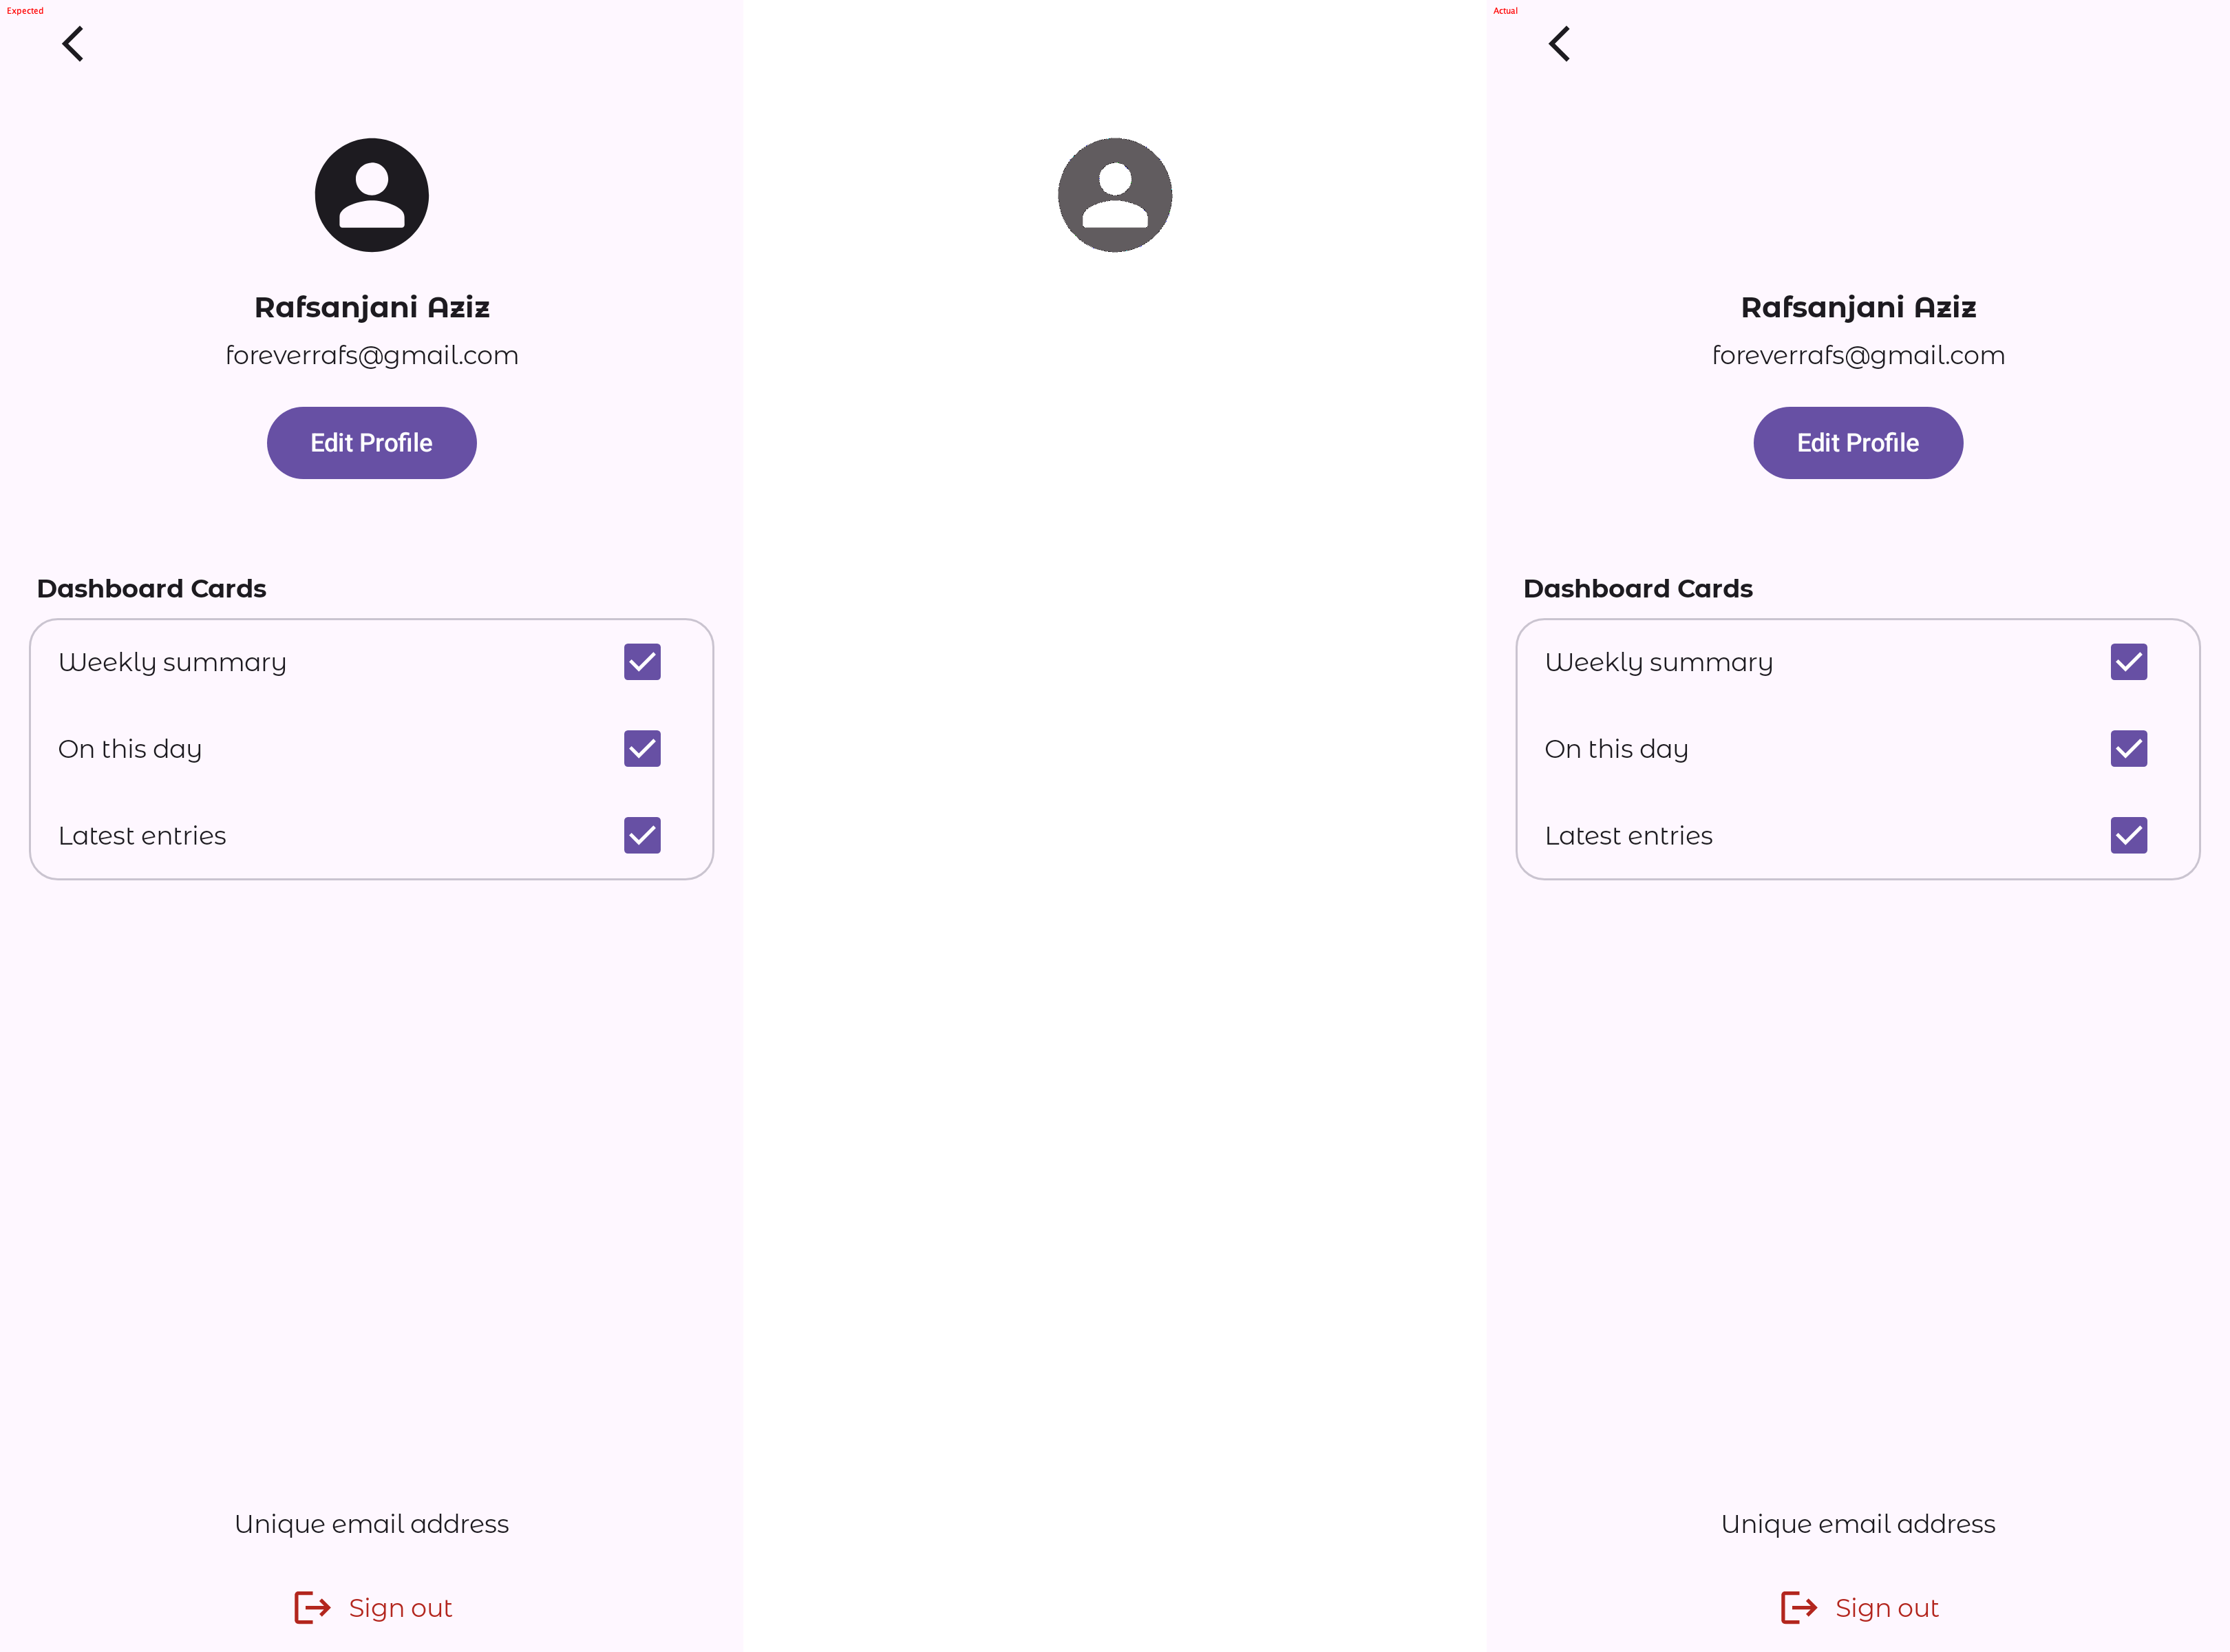 Expected
Rafsanjani Aziz
foreverrafs@gmail.com
Edit Profile
Dashboard Cards
Weekly summary
On this day
Latest entries
Unique email address
Sign out
Actual
Rafsanjani Aziz
foreverrafs@gmail.com
Edit Profile
Dashboard Cards
Weekly summary
On this day
Latest entries
Unique email address
Sign out